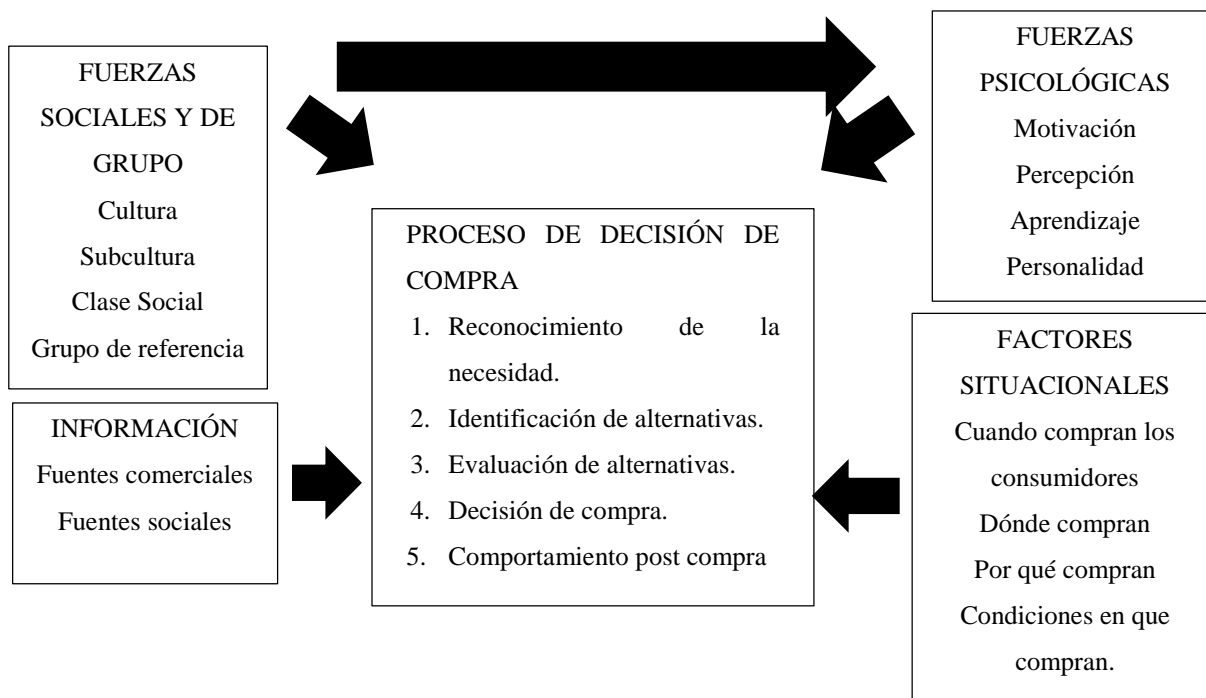 FUERZAS
SOCIALES Y DE
GRUPO
Cultura
Subcultura
Clase Social
Grupo de referencia
INFORMACIÓN
Fuentes comerciales
Fuentes sociales
PROCESO DE DECISIÓN DE
COMPRA
1. Reconocimiento de la
necesidad.
2. Identificación de alternativas.
3. Evaluación de alternativas.
4. Decisión de compra.
5. Comportamiento post compra
FUERZAS
PSICOLÓGICAS
Motivación
Percepción
Aprendizaje
Personalidad
FACTORES
SITUACIONALES
Cuando compran los
consumidores
Dónde compran
Por qué compran
Condiciones en que
compran.